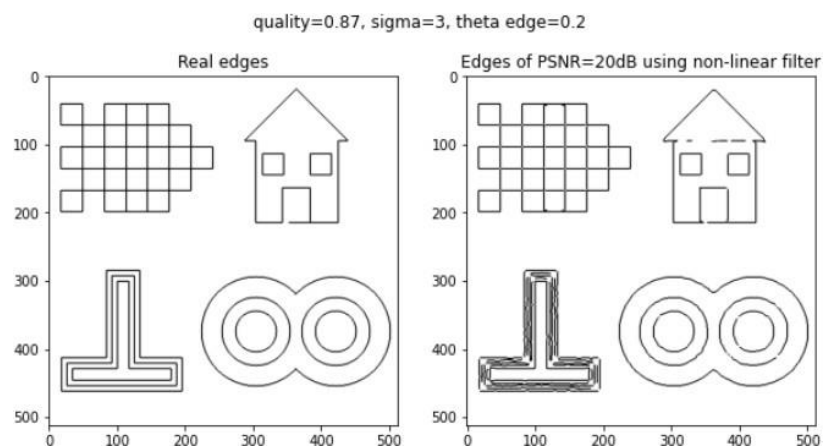 quality=0.87, sigma=3, theta edge=0.2
Real edges
Edges of PSNR=20dB using non-linear filter
0
100
200
300
400
500
0 100 200 300 400 500
0
100
200
300
400
500
0 100 200 300 400 500